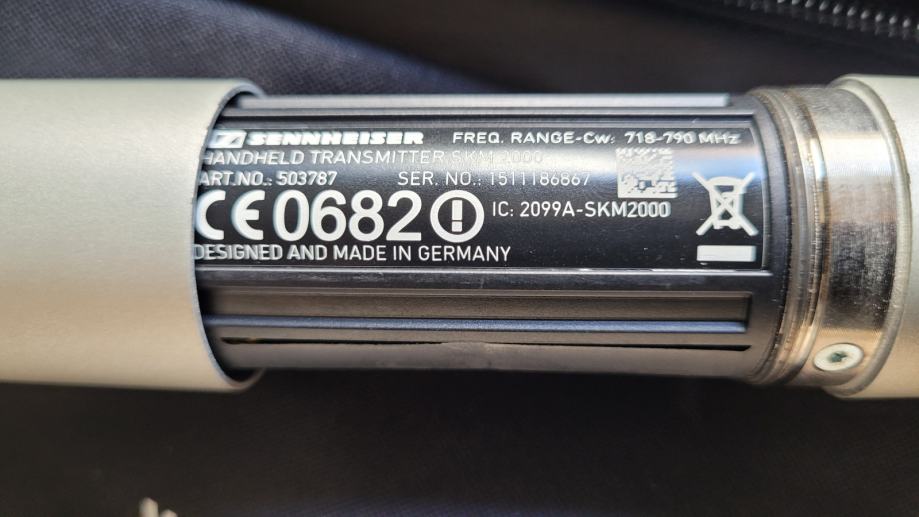 SENNHEISER FREQ. RANGE-Cw: 718-790 MHz
HANDHELD TRANSMITTER SKM 2000
ART.NO.: 503787 SER. NO.: 1511186867
CE0682 IC: 2099A-SKM2000
DESIGNED AND MADE IN GERMANY